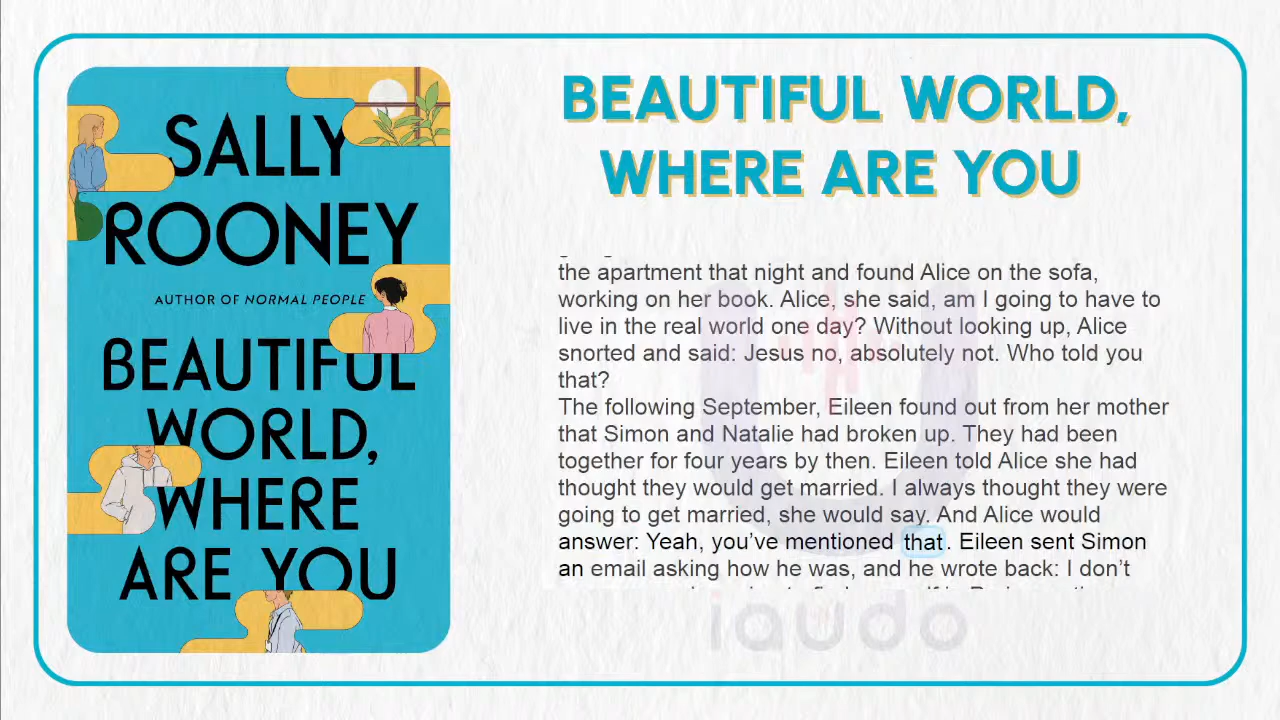 SALLY
ROONEY
AUTHOR OF NORMAL PEOPLE
BEAUTIFUL
WORLD,
WHERE
ARE YOU
BEAUTIFUL WORLD,
WHERE ARE YOU
the apartment that night and found Alice on the sofa,
working on her book. Alice, she said, am I going to have to
live in the real world one day? Without looking up, Alice
snorted and said: Jesus no, absolutely not. Who told you
that?
The following September, Eileen found out from her mother
that Simon and Natalie had broken up. They had been
together for four years by then. Eileen told Alice she had
thought they would get married. I always thought they were
going to get married, she would say. And Alice would
answer: Yeah, you’ve mentioned that. Eileen sent Simon
an email asking how he was, and he wrote back: I don’t
iaudo